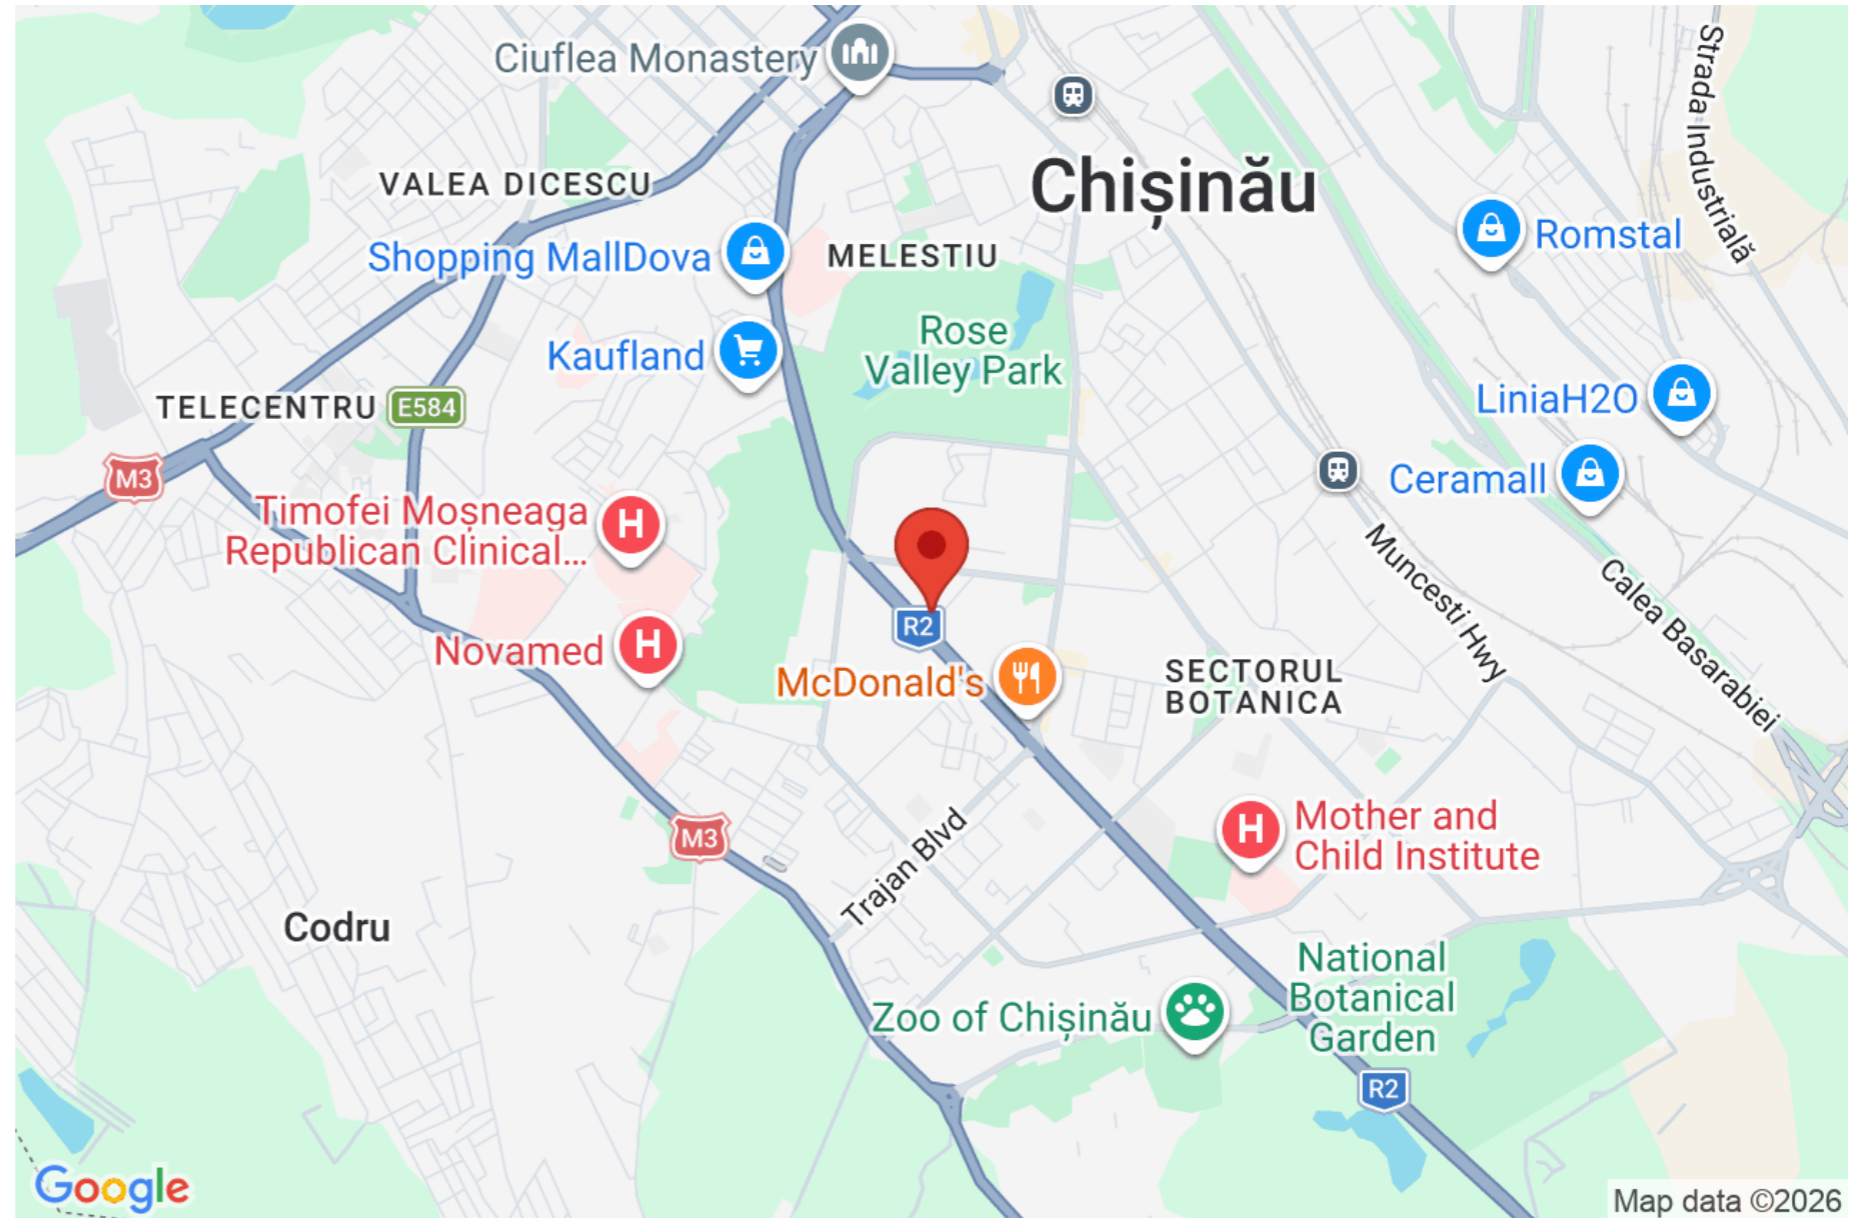 Ciuflea Monastery
Strada Industrială
Chișinău
VALEA DICESCU
Shopping MallDova
MELESTIU
Romstal
Rose
Valley Park
Kaufland
TELECENTRU
E584
LiniaH2O
M3
Ceramall
Timofei Moșneaga
Republican Clinical...
H
Muncesti Hwy
Calea Basarabiei
R2
Novamed
H
McDonald's
SECTORUL
BOTANICA
M3
Trajan Blvd
H
Mother and
Child Institute
Codru
National
Botanical
Garden
Zoo of Chișinău
R2
Google
Map data ©2026